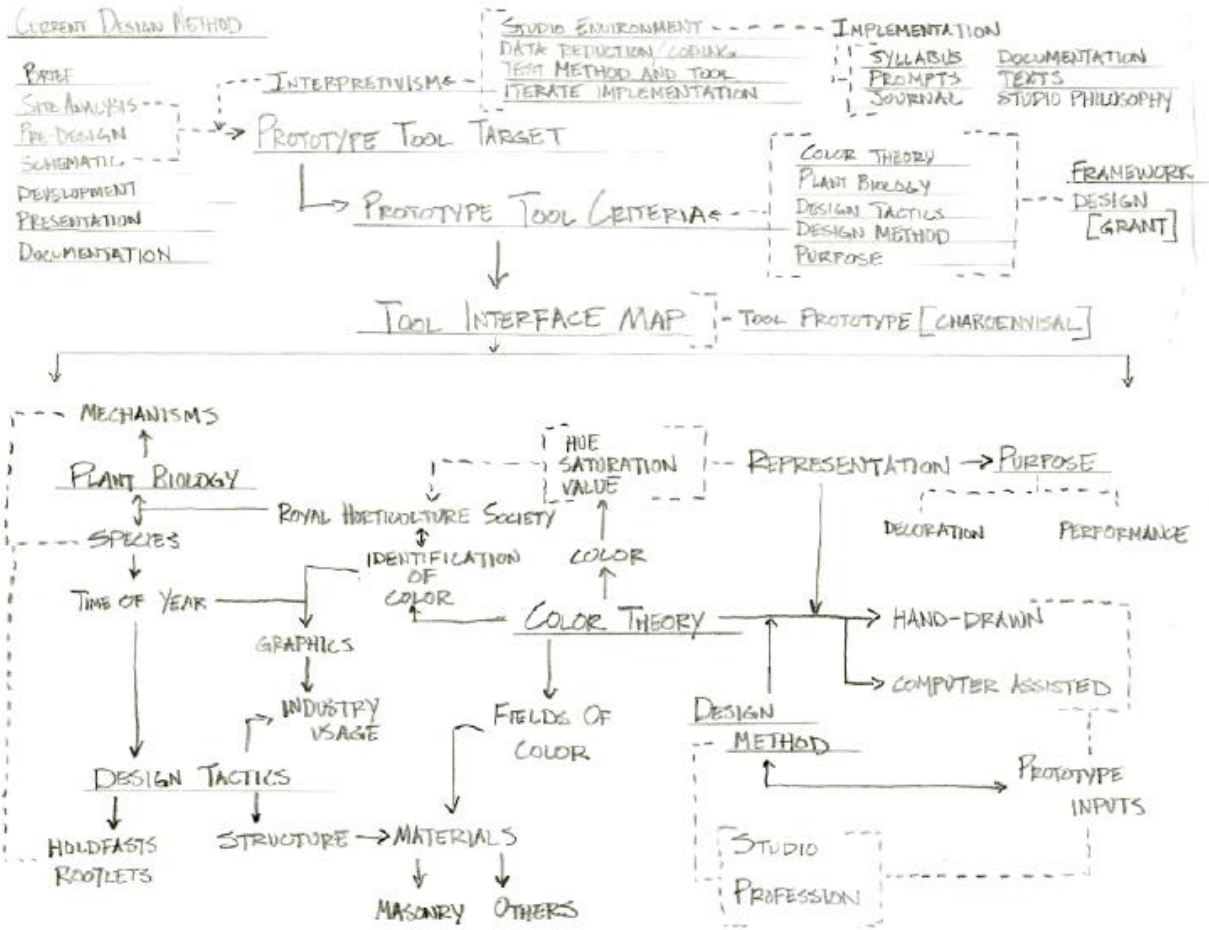 CURRENT DESIGN METHOD
BRIEF
SITE ANALYSIS
PRE-DESIGN
SCHEMATIC
DEVELOPMENT
PRESENTATION
DOCUMENTATION
INTERPRETIVISM
STUDIO ENVIRONMENT
DATA REDUCTION/CODING
TEST METHOD AND TOOL
ITERATE IMPLEMENTATION
IMPLEMENTATION
SYLLABUS DOCUMENTATION
PROMPTS TEXTS
JOURNAL STUDIO PHILOSOPHY
PROTOTYPE TOOL TARGET
PROTOTYPE TOOL CRITERIA
COLOR THEORY
PLANT BIOLOGY
DESIGN TACTICS
DESIGN METHOD
PURPOSE
FRAMEWORK
DESIGN
[GRANT]
TOOL INTERFACE MAP
TOOL PROTOTYPE [CHAROENVISAL]
MECHANISMS
PLANT BIOLOGY
SPECIES
TIME OF YEAR
ROYAL HORTICULTURE SOCIETY
IDENTIFICATION
OF
COLOR
GRAPHICS
INDUSTRY
USAGE
HUE
SATURATION
VALUE
COLOR
COLOR THEORY
FIELDS OF
COLOR
REPRESENTATION
PURPOSE
DECORATION
PERFORMANCE
HAND-DRAWN
COMPUTER ASSISTED
DESIGN
METHOD
PROTOTYPE
INPUTS
STUDIO
PROFESSION
DESIGN TACTICS
HOLDFASTS
ROOTLETS
STRUCTURE
MATERIALS
MASONRY OTHERS